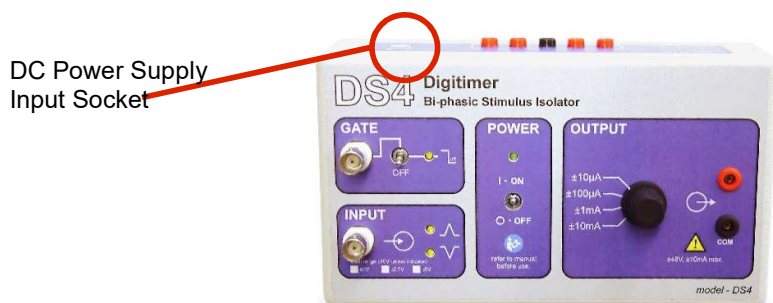 DC Power Supply
Input Socket
DS4 Digitimer
Bi-phasic Stimulus Isolator
GATE
OFF
POWER
I - ON
O - OFF
refer to manual
before use.
OUTPUT
±10µA
±100µA
±1mA
±10mA
COM
±48V, ±10mA max.
INPUT
model - DS4